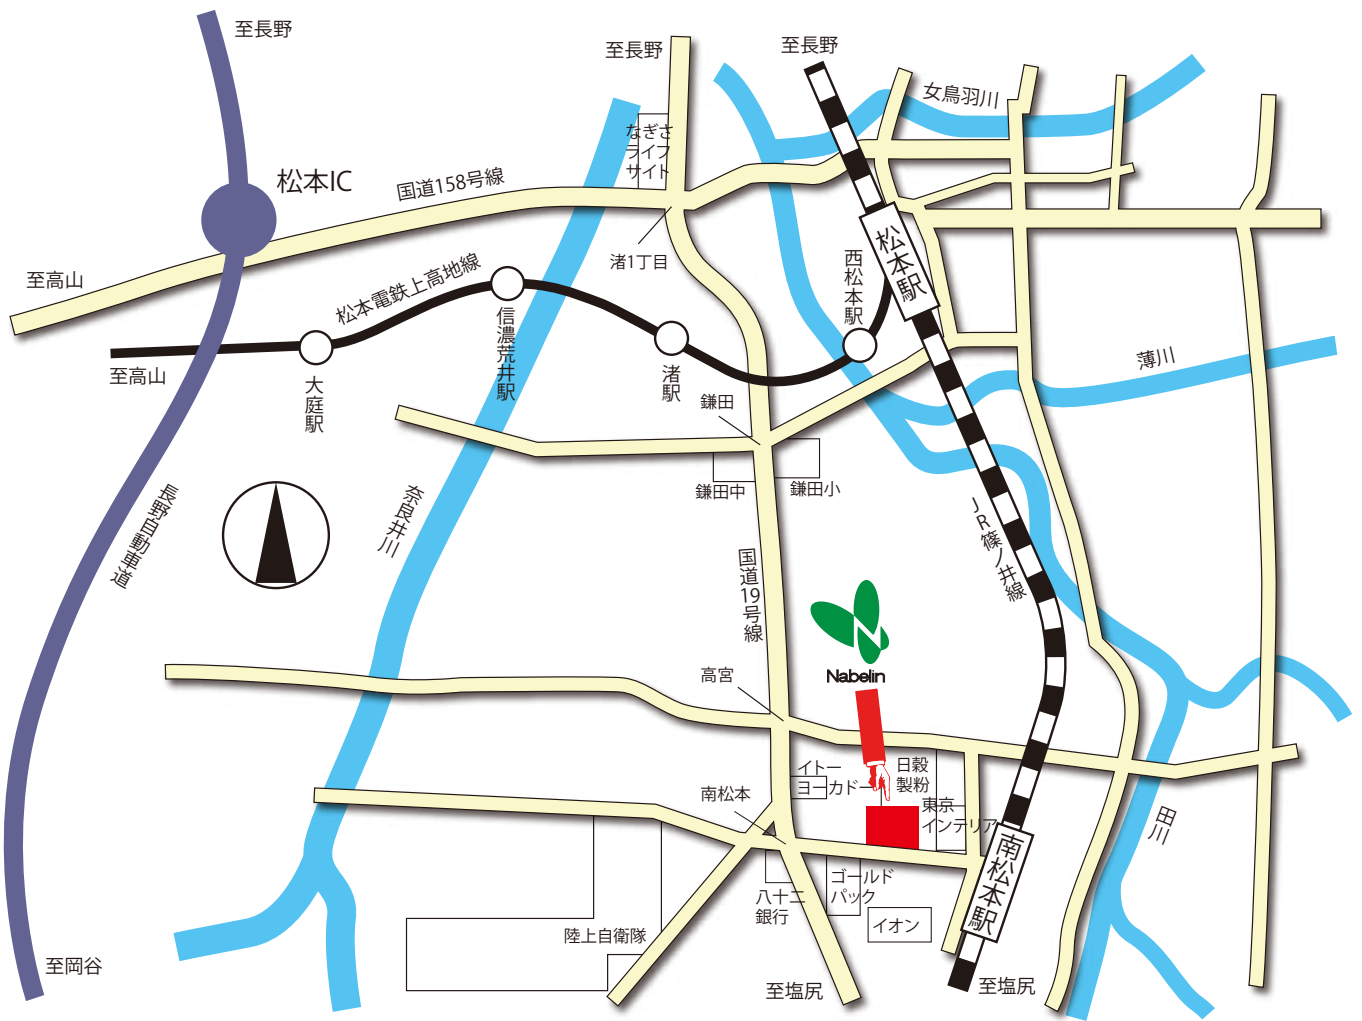 至長野
至長野
至長野
女鳥羽川
なぎさ
ライフ
サイト
松本IC
国道158号線
至高山
松本電鉄上高地線
渚1丁目
西松本駅
松本駅
信濃荒井駅
至高山
大庭駅
渚駅
薄川
鎌田
鎌田中
鎌田小
長野自動車道
奈良井川
JR篠ノ井線
国道19号線
Nabelin
高宮
イトー
ヨーカドー
日穀
製粉
南松本
東京
インテリア
田川
南松本駅
八十二
銀行
ゴールド
パック
イオン
陸上自衛隊
至岡谷
至塩尻
至塩尻